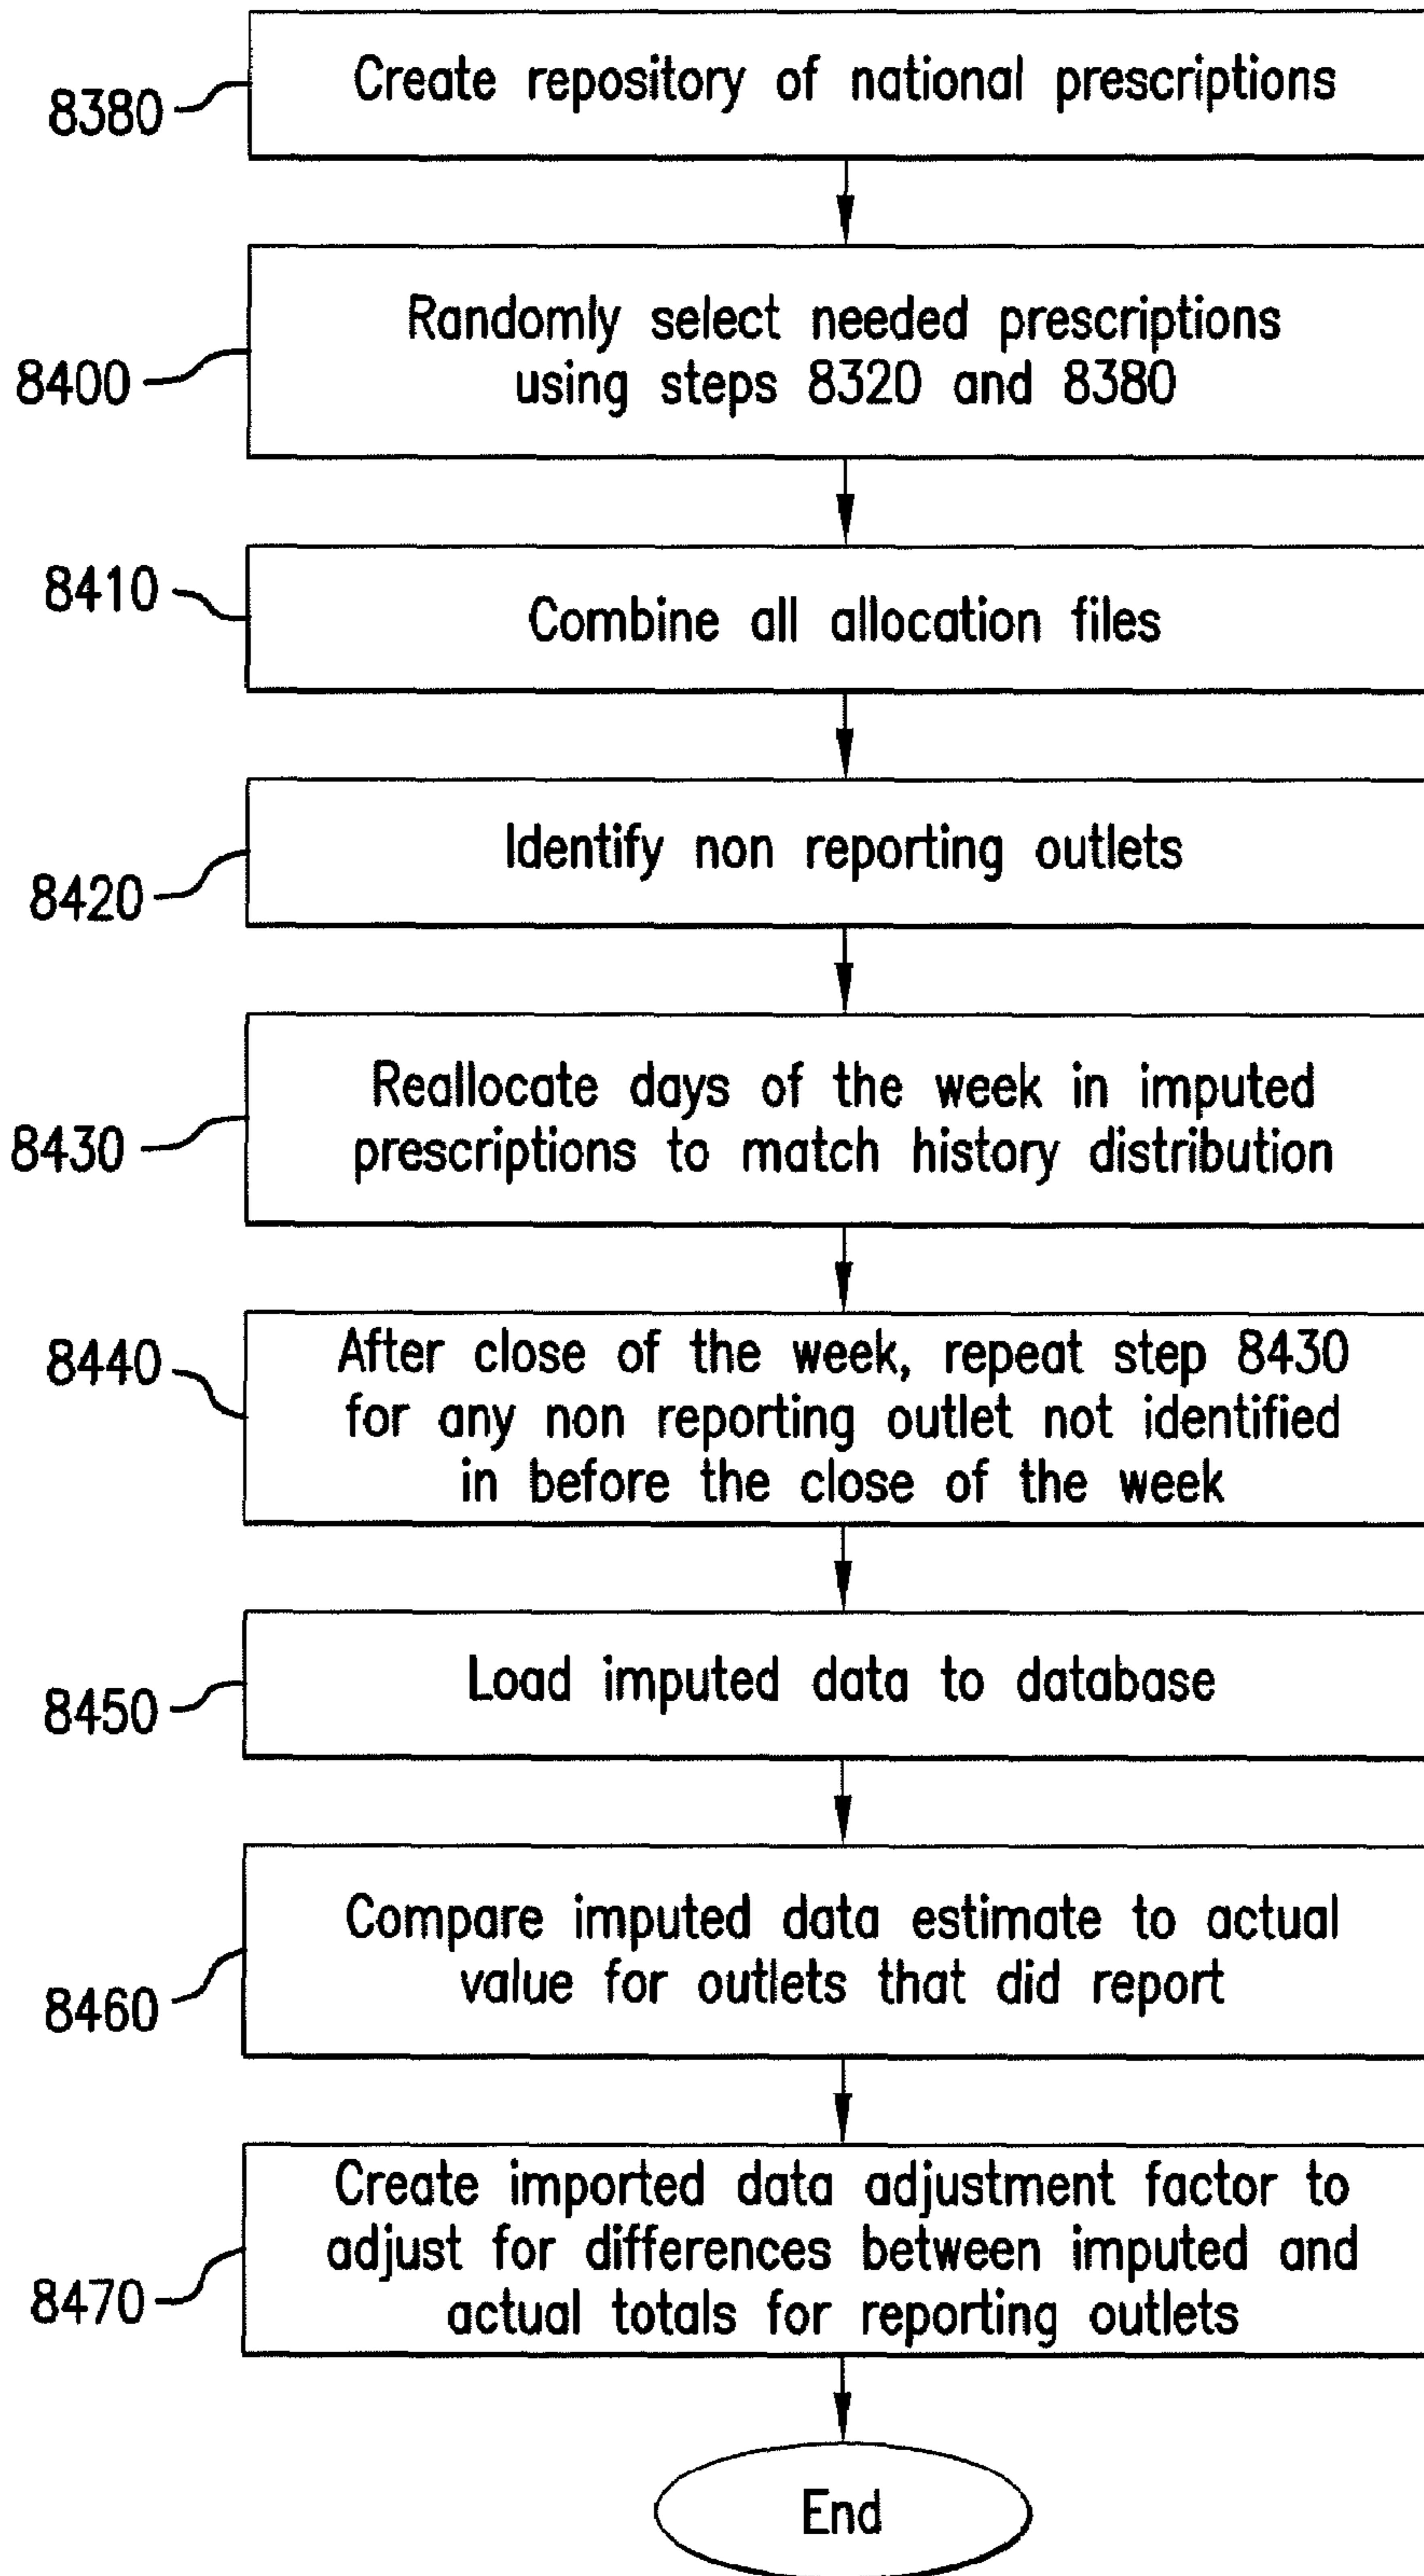 8380
Create repository of national prescriptions
8400
Randomly select needed prescriptions
using steps 8320 and 8380
8410
Combine all allocation files
8420
Identify non reporting outlets
8430
Reallocate days of the week in imputed
prescriptions to match history distribution
8440
After close of the week, repeat step 8430
for any non reporting outlet not identified
in before the close of the week
8450
Load imputed data to database
8460
Compare imputed data estimate to actual
value for outlets that did report
8470
Create imported data adjustment factor to
adjust for differences between imputed and
actual totals for reporting outlets
End